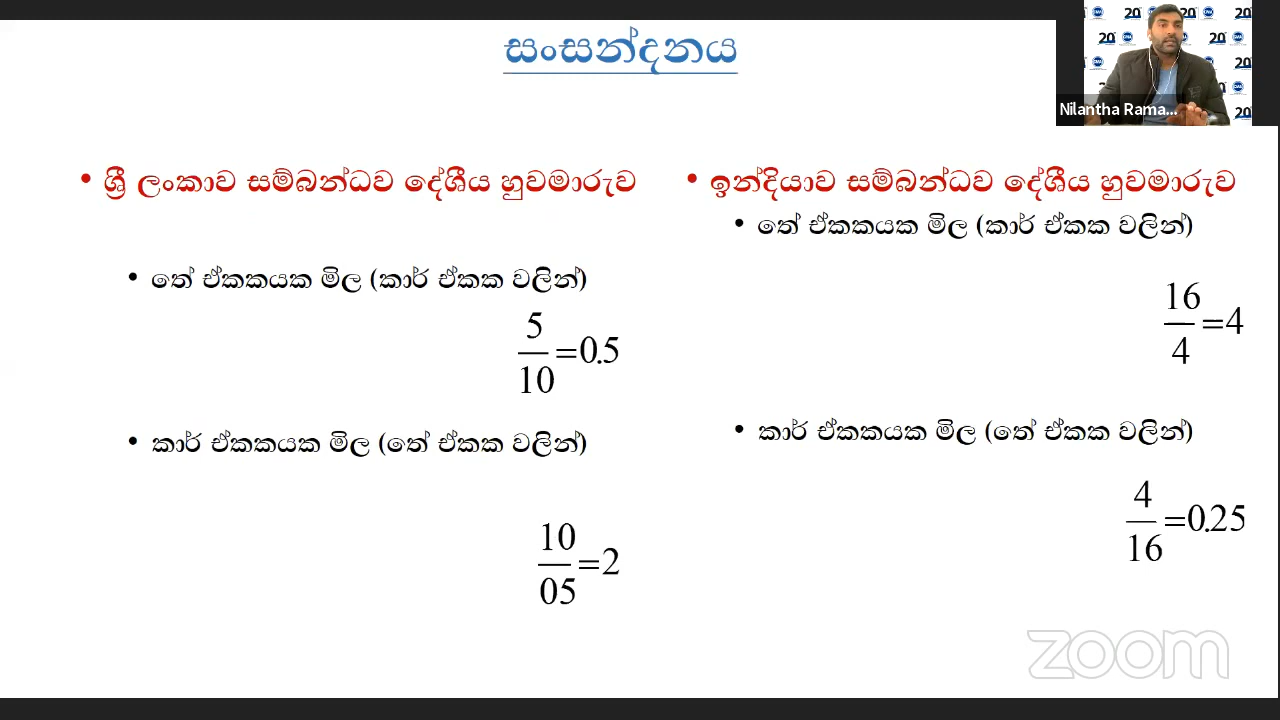 සංසන්දනය
Nilantha Rama...
• ශ්‍රී ලංකාව සම්බන්ධව දේශීය හුවමාරුව
• තේ ඒකකයක මිල (කාර් ඒකක වලින්)
5/10=0.5
• කාර් ඒකකයක මිල (තේ ඒකක වලින්)
10/05=2
• ඉන්දියාව සම්බන්ධව දේශීය හුවමාරුව
• තේ ඒකකයක මිල (කාර් ඒකක වලින්)
16/4=4
• කාර් ඒකකයක මිල (තේ ඒකක වලින්)
4/16=0.25
zoom